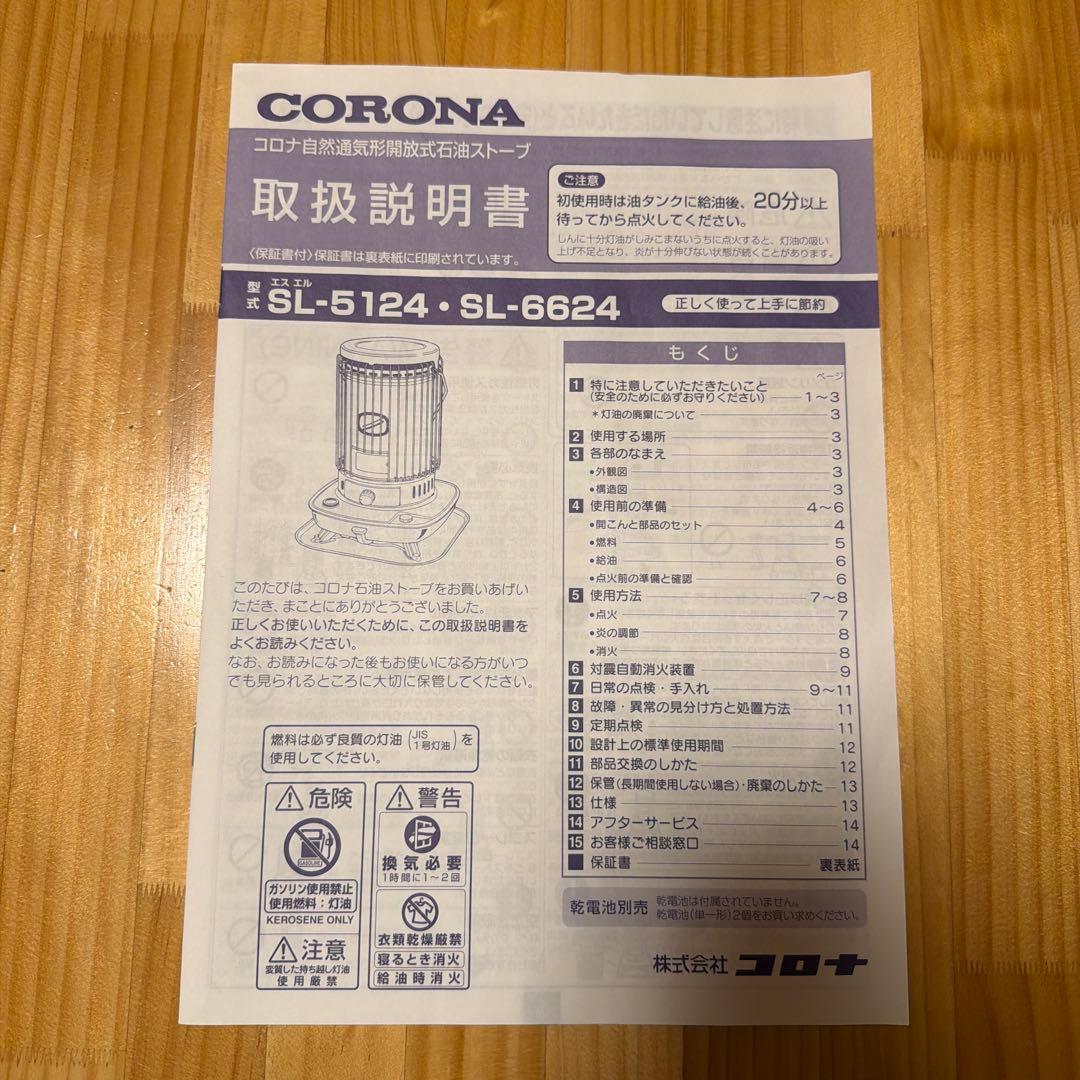 CORONA
コロナ自然通気形開放式石油ストーブ
取扱説明書
〈保証書付〉保証書は裏表紙に印刷されています。
ご注意
初使用時は油タンクに給油後、20分以上
待ってから点火してください。
しんに十分灯油がしみこまないうちに点火すると、灯油の吸い
上げ不足となり、炎が十分伸びない状態が続くことがあります。
型式 エス エル SL-5124・SL-6624
正しく使って上手に節約
もくじ
ページ
1 特に注意していただきたいこと
(安全のために必ずお守りください) 1〜3
＊灯油の廃棄について 3
2 使用する場所 3
3 各部のなまえ 3
●外観図 3
●構造図 3
4 使用前の準備 4〜6
●開こんと部品のセット 4
●燃料 5
●給油 6
●点火前の準備と確認 6
5 使用方法 7〜8
●点火 7
●炎の調節 8
●消火 8
6 対震自動消火装置 9
7 日常の点検・手入れ 9〜11
8 故障・異常の見分け方と処置方法 11
9 定期点検 11
10 設計上の標準使用期間 12
11 部品交換のしかた 12
12 保管(長期間使用しない場合)・廃棄のしかた 13
13 仕様 13
14 アフターサービス 14
15 お客様ご相談窓口 14
■ 保証書 裏表紙
このたびは、コロナ石油ストーブをお買いあげい
ただき、まことにありがとうございました。
正しくお使いいただくために、この取扱説明書を
よくお読みください。
なお、お読みになった後もお使いになる方がいつ
でも見られるところに大切に保管してください。
燃料は必ず良質の灯油(JIS 1号灯油)を
使用してください。
危険
GASOLINE
ガソリン使用禁止
使用燃料：灯油
KEROSENE ONLY
注意
変質した持ち越し灯油
使用厳禁
警告
換気必要
1時間に1〜2回
衣類乾燥厳禁
寝るとき消火
給油時消火
乾電池別売 乾電池は付属されていません。
乾電池(単一形)2個をお買い求めください。
株式会社 コロナ